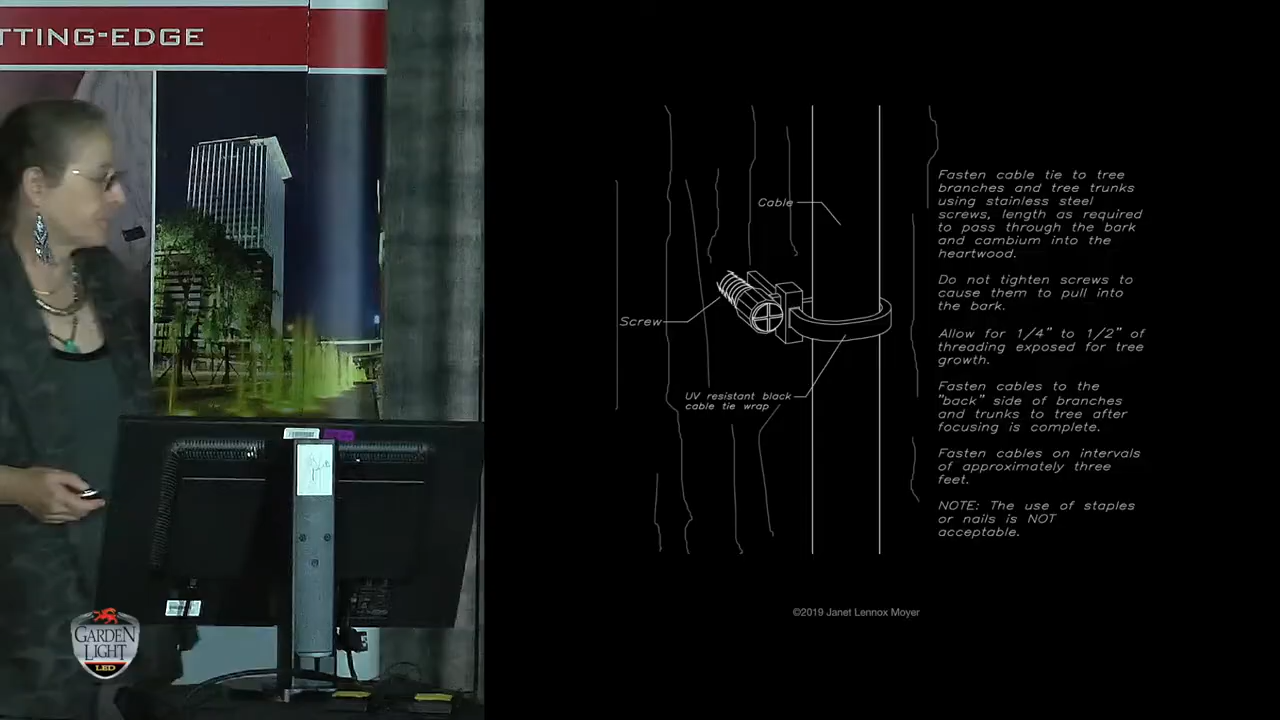 TTING-EDGE
Fasten cable tie to tree
branches and tree trunks
using stainless steel
screws, length as required
to pass through the bark
and cambium into the
heartwood.
Do not tighten screws to
cause them to pull into
the bark.
Allow for 1/4" to 1/2" of
threading exposed for tree
growth.
Fasten cables to the
"back" side of branches
and trunks to tree after
focusing is complete.
Fasten cables on intervals
of approximately three
feet.
NOTE: The use of staples
or nails is NOT
acceptable.
Cable
Screw
UV resistant black
cable tie wrap
©2019 Janet Lennox Moyer
GARDEN
LIGHT
LED